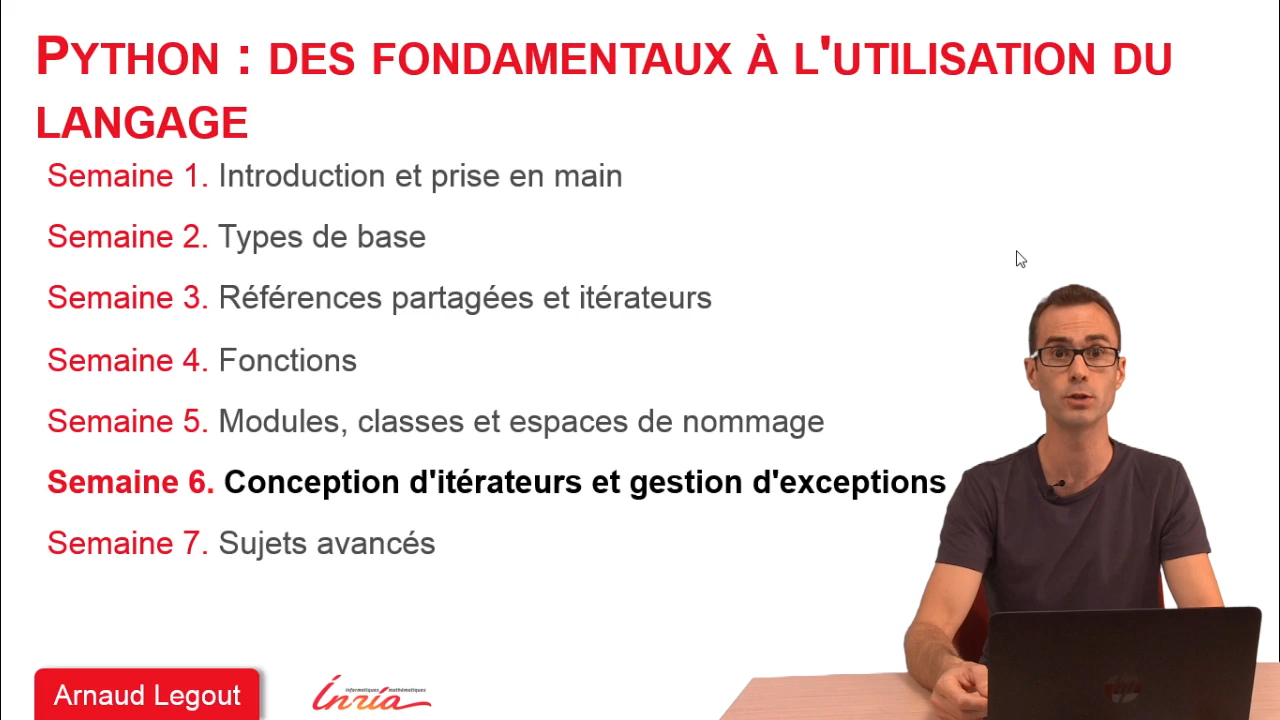 PYTHON : DES FONDAMENTAUX À L'UTILISATION DU
LANGAGE
Semaine 1. Introduction et prise en main
Semaine 2. Types de base
Semaine 3. Références partagées et itérateurs
Semaine 4. Fonctions
Semaine 5. Modules, classes et espaces de nommage
Semaine 6. Conception d'itérateurs et gestion d'exceptions
Semaine 7. Sujets avancés
Arnaud Legout
informatiques mathématiques
Inria